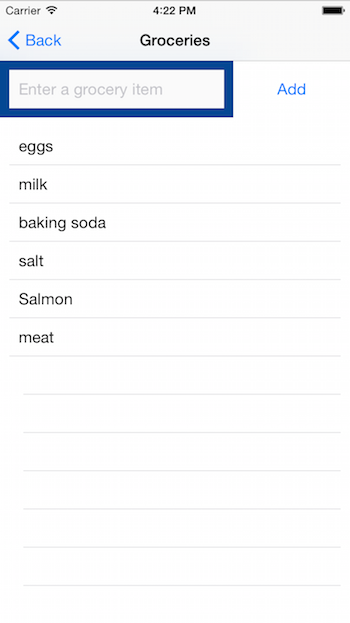 Carrier 4:22 PM
Back Groceries
Enter a grocery item Add
eggs
milk
baking soda
salt
Salmon
meat